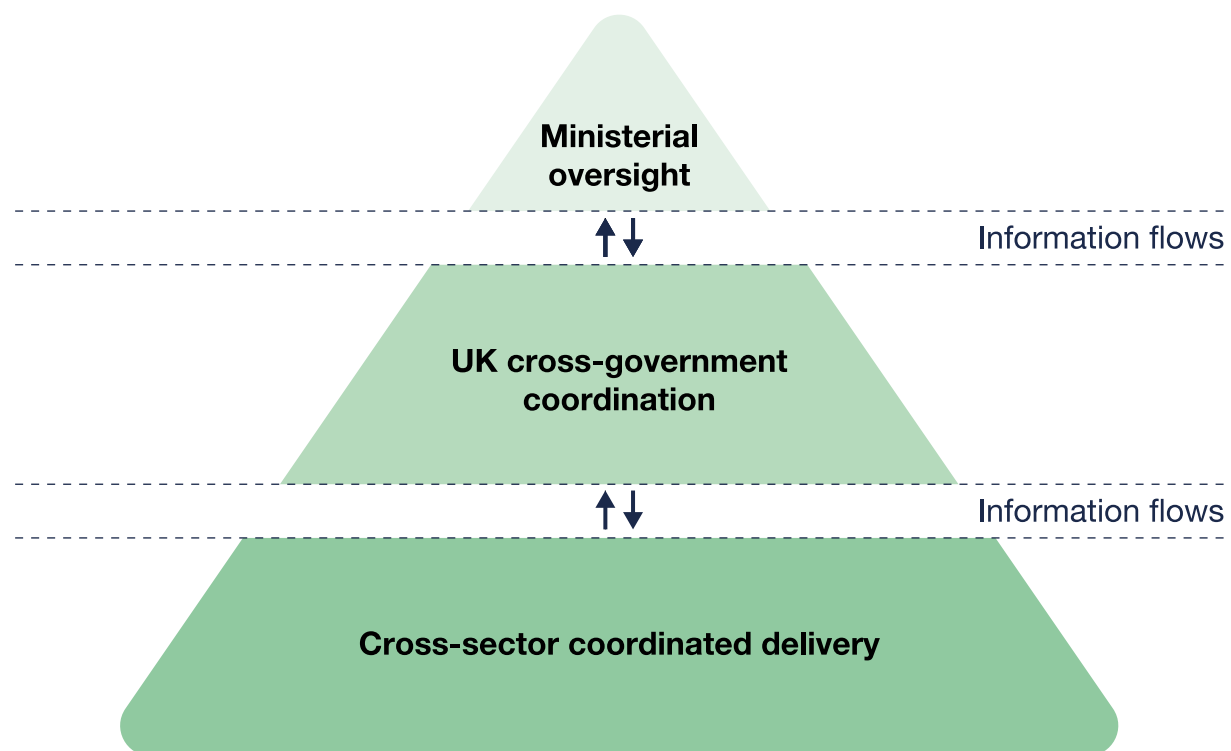 Ministerial
oversight
Information flows
UK cross-government
coordination
Information flows
Cross-sector coordinated delivery